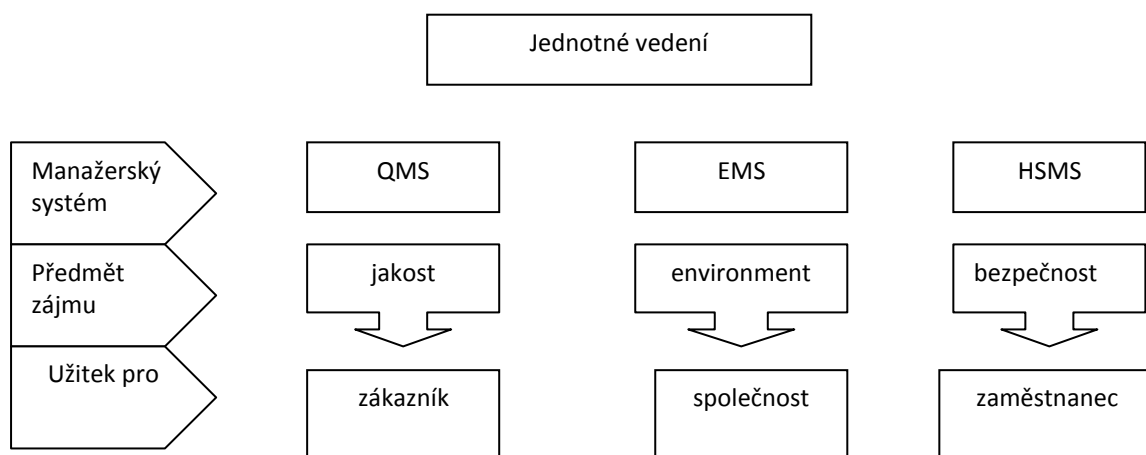 Jednotné vedení
Manažerský
systém
QMS
EMS
HSMS
Předmět
zájmu
jakost
environment
bezpečnost
Užitek pro
zákazník
společnost
zaměstnanec